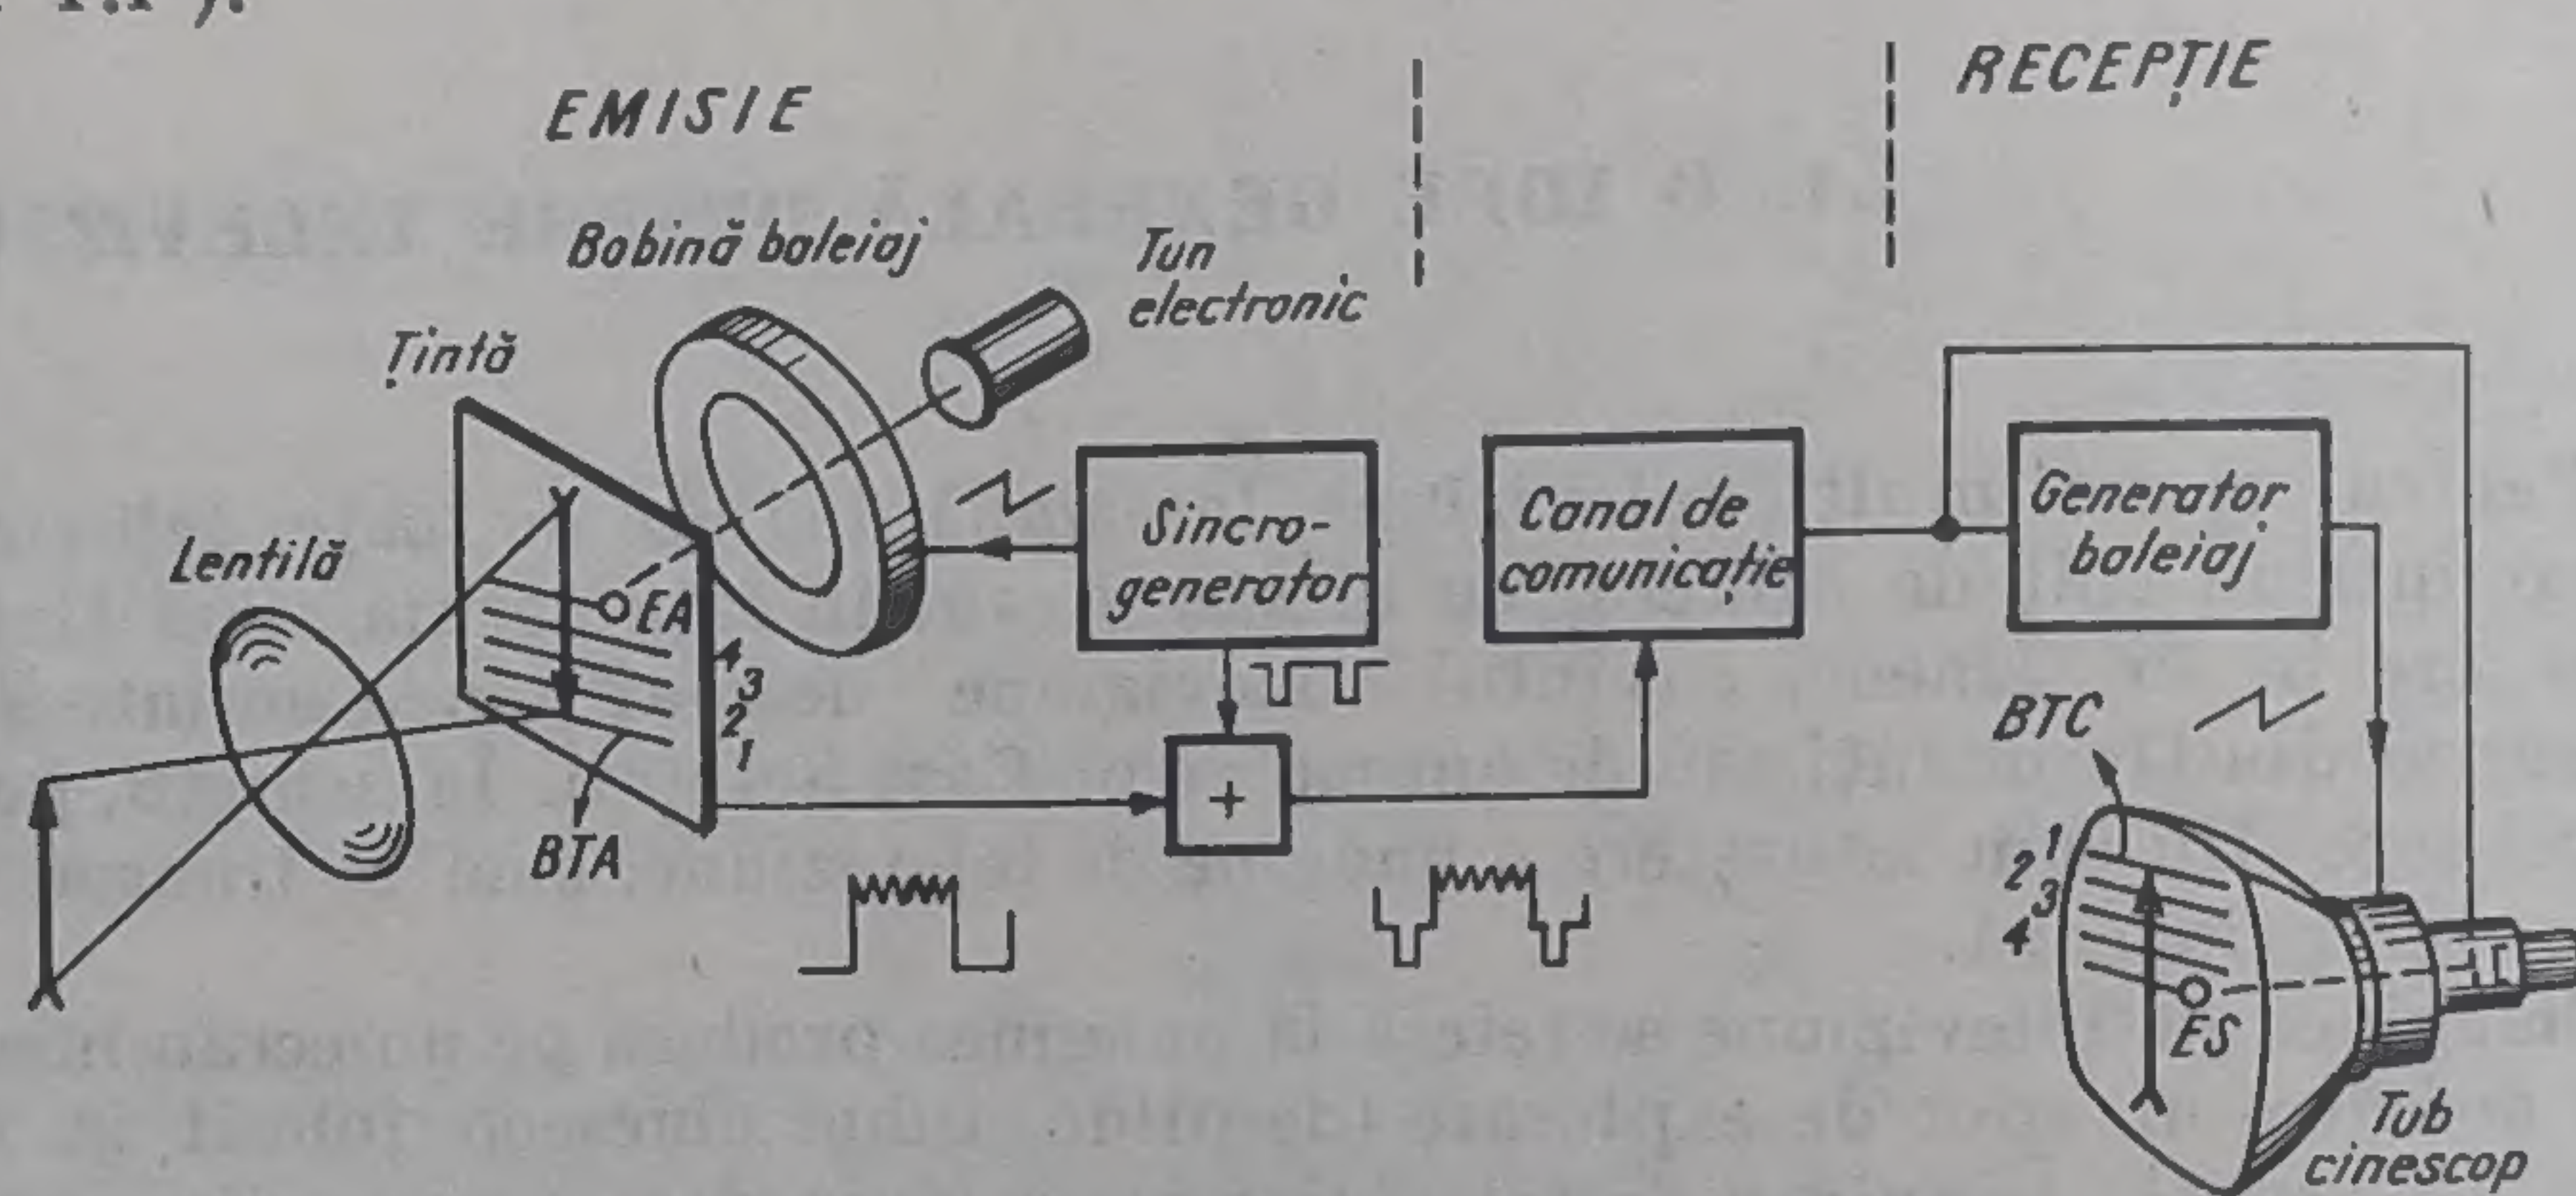 EMISIE
RECEPȚIE
Bobină baleiaj
Tun
electronic
Țintă
Lentilă
EA
4
3
2
1
BTA
Sincro-
generator
+
Canal de
comunicație
Generator
baleiaj
BTC
1
2
3
4
ES
Tub
cinescop